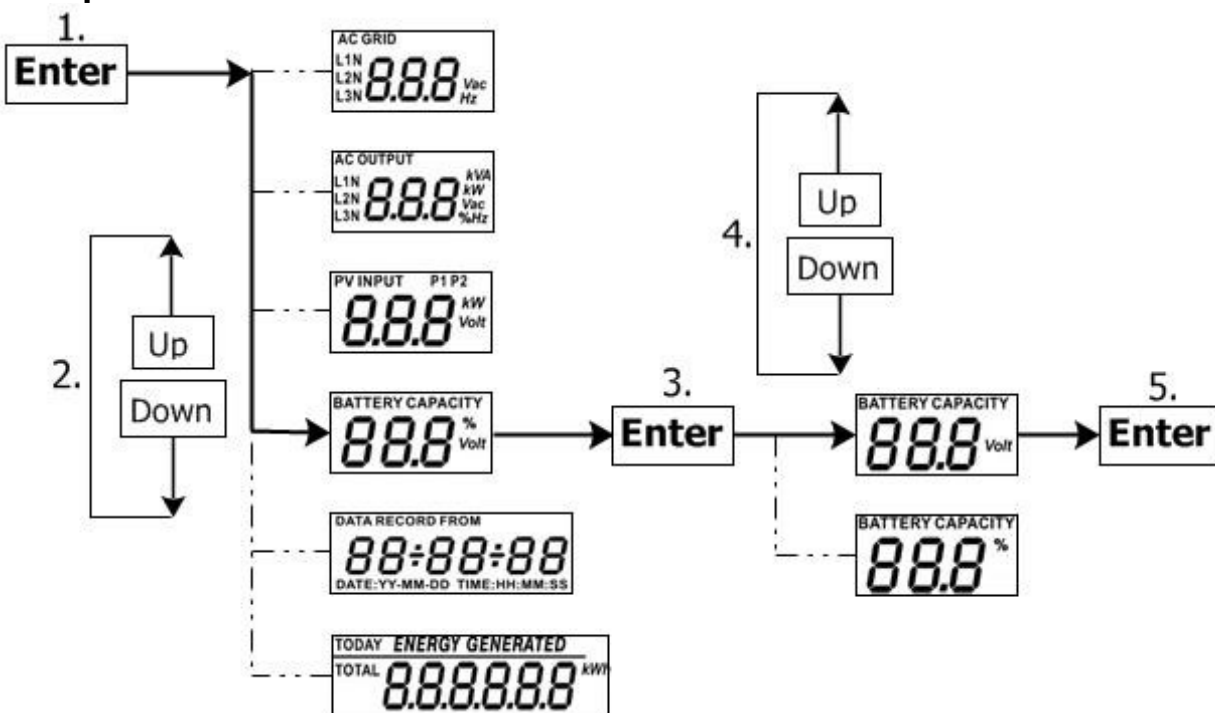 1.
Enter
AC GRID
L1N
L2N
L3N
8.8.8
Vac
Hz
AC OUTPUT
L1N
L2N
L3N
8.8.8
kVA
kW
Vac
%Hz
PV INPUT P1 P2
8.8.8
kW
Volt
2.
Up
Down
BATTERY CAPACITY
88.8
%
Volt
3.
Enter
4.
Up
Down
BATTERY CAPACITY
88.8
Volt
5.
Enter
BATTERY CAPACITY
88.8
%
DATA RECORD FROM
88:88:88
DATE:YY-MM-DD TIME:HH:MM:SS
TODAY ENERGY GENERATED
TOTAL
8.8.8.8.8.8
kWh